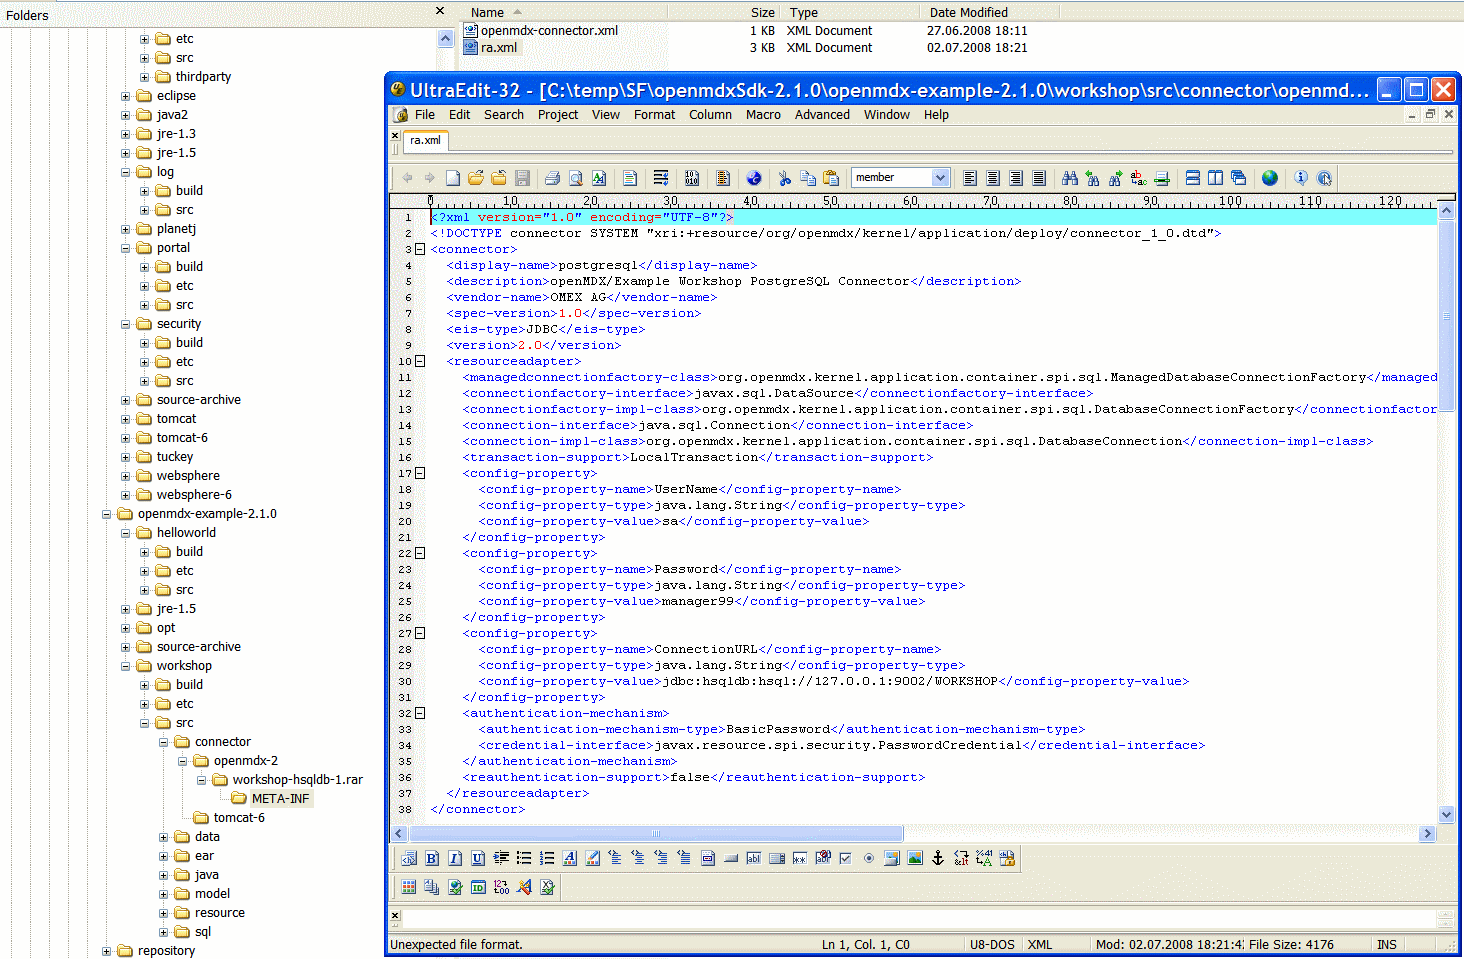 Folders
Name Size Type Date Modified
openmdx-connector.xml 1 KB XML Document 27.06.2008 18:11
ra.xml 3 KB XML Document 02.07.2008 18:21
etc
src
thirdparty
eclipse
java2
jre-1.3
jre-1.5
log
build
src
planetj
portal
build
etc
src
security
build
etc
src
source-archive
tomcat
tomcat-6
tuckey
websphere
websphere-6
openmdx-example-2.1.0
helloworld
build
etc
src
jre-1.5
opt
source-archive
workshop
build
etc
src
connector
openmdx-2
workshop-hsqldb-1.rar
META-INF
tomcat-6
data
ear
java
model
resource
sql
repository
UltraEdit-32 - [C:\temp\SF\openmdxSdk-2.1.0\openmdx-example-2.1.0\workshop\src\connector\openmd...
File Edit Search Project View Format Column Macro Advanced Window Help
ra.xml
member
0 10 20 30 40 50 60 70 80 90 100 110 120
1 <?xml version="1.0" encoding="UTF-8"?>
2 <!DOCTYPE connector SYSTEM "xri:+resource/org/openmdx/kernel/application/deploy/connector_1_0.dtd">
3 <connector>
4 <display-name>postgresql</display-name>
5 <description>openMDX/Example Workshop PostgreSQL Connector</description>
6 <vendor-name>OMEX AG</vendor-name>
7 <spec-version>1.0</spec-version>
8 <eis-type>JDBC</eis-type>
9 <version>2.0</version>
10 <resourceadapter>
11 <managedconnectionfactory-class>org.openmdx.kernel.application.container.spi.sql.ManagedDatabaseConnectionFactory</managed
12 <connectionfactory-interface>javax.sql.DataSource</connectionfactory-interface>
13 <connectionfactory-impl-class>org.openmdx.kernel.application.container.spi.sql.DatabaseConnectionFactory</connectionfactor
14 <connection-interface>java.sql.Connection</connection-interface>
15 <connection-impl-class>org.openmdx.kernel.application.container.spi.sql.DatabaseConnection</connection-impl-class>
16 <transaction-support>LocalTransaction</transaction-support>
17 <config-property>
18 <config-property-name>UserName</config-property-name>
19 <config-property-type>java.lang.String</config-property-type>
20 <config-property-value>sa</config-property-value>
21 </config-property>
22 <config-property>
23 <config-property-name>Password</config-property-name>
24 <config-property-type>java.lang.String</config-property-type>
25 <config-property-value>manager99</config-property-value>
26 </config-property>
27 <config-property>
28 <config-property-name>ConnectionURL</config-property-name>
29 <config-property-type>java.lang.String</config-property-type>
30 <config-property-value>jdbc:hsqldb:hsql://127.0.0.1:9002/WORKSHOP</config-property-value>
31 </config-property>
32 <authentication-mechanism>
33 <authentication-mechanism-type>BasicPassword</authentication-mechanism-type>
34 <credential-interface>javax.resource.spi.security.PasswordCredential</credential-interface>
35 </authentication-mechanism>
36 <reauthentication-support>false</reauthentication-support>
37 </resourceadapter>
38 </connector>
Unexpected file format. Ln 1, Col. 1, C0 U8-DOS XML Mod: 02.07.2008 18:21:42 File Size: 4176 INS